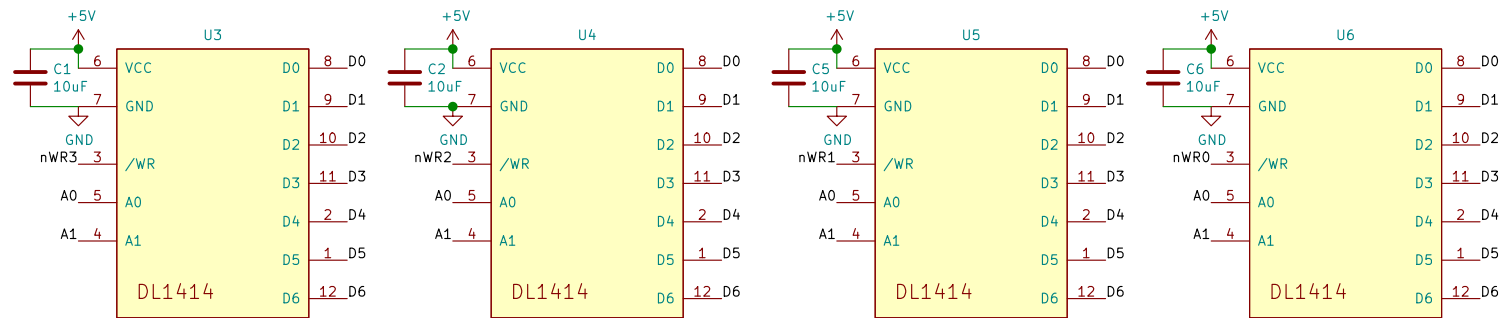 +5V
U3
C1
10uF
6 VCC
D0 8 D0
7 GND
D1 9 D1
GND
D2 10 D2
nWR3 3 /WR
D3 11 D3
A0 5 A0
D4 2 D4
A1 4 A1
D5 1 D5
DL1414
D6 12 D6
+5V
U4
C2
10uF
6 VCC
D0 8 D0
7 GND
D1 9 D1
GND
D2 10 D2
nWR2 3 /WR
D3 11 D3
A0 5 A0
D4 2 D4
A1 4 A1
D5 1 D5
DL1414
D6 12 D6
+5V
U5
C5
10uF
6 VCC
D0 8 D0
7 GND
D1 9 D1
GND
D2 10 D2
nWR1 3 /WR
D3 11 D3
A0 5 A0
D4 2 D4
A1 4 A1
D5 1 D5
DL1414
D6 12 D6
+5V
U6
C6
10uF
6 VCC
D0 8 D0
7 GND
D1 9 D1
GND
D2 10 D2
nWR0 3 /WR
D3 11 D3
A0 5 A0
D4 2 D4
A1 4 A1
D5 1 D5
DL1414
D6 12 D6